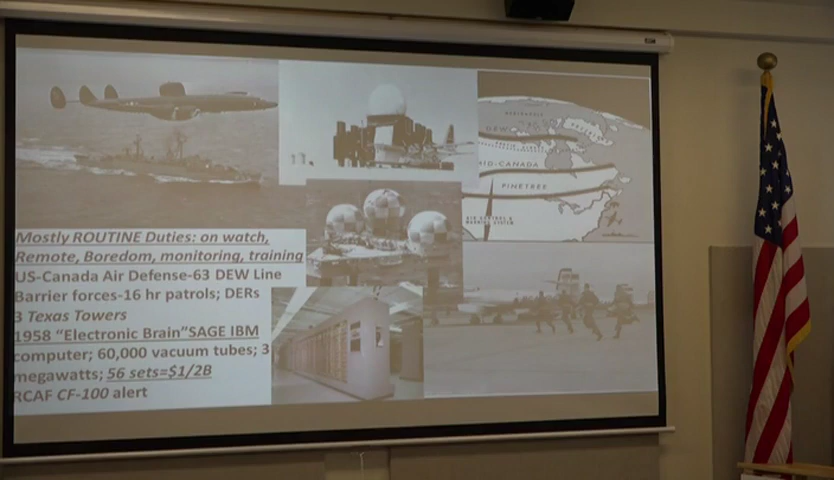 Mostly ROUTINE Duties: on watch,
Remote, Boredom, monitoring, training
US-Canada Air Defense-63 DEW Line
Barrier forces-16 hr patrols; DERs
3 Texas Towers
1958 "Electronic Brain"SAGE IBM
computer; 60,000 vacuum tubes; 3
megawatts; 56 sets=$1/2B
RCAF CF-100 alert
DEW
MID-CANADA
PINETREE